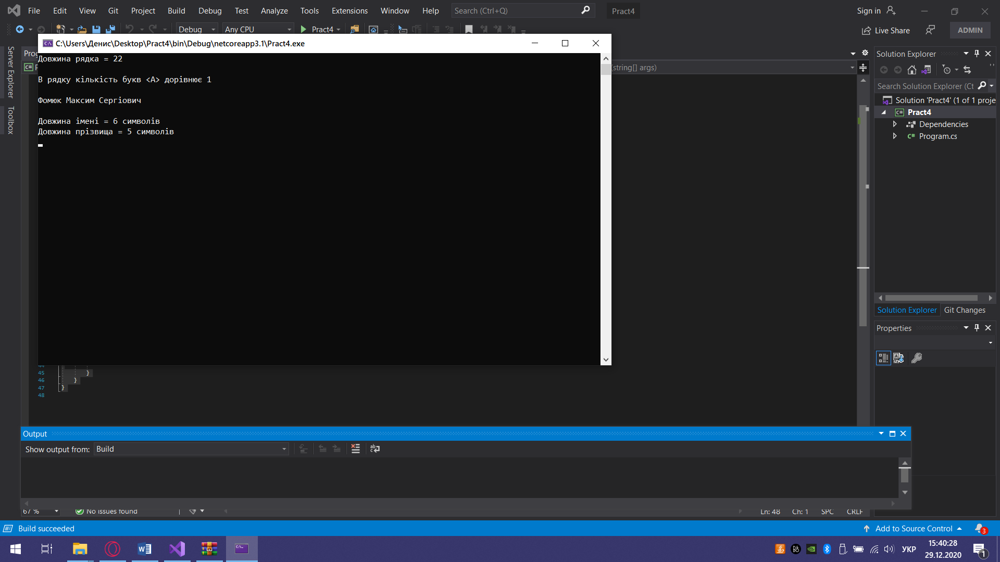 File Edit View Git Project Build Debug Test Analyze Tools Extensions Window Help Search (Ctrl+Q) Pract4 Sign in
Debug Any CPU Pract4 Live Share ADMIN
C:\Users\Денис\Desktop\Pract4\bin\Debug\netcoreapp3.1\Pract4.exe
Довжина рядка = 22
В рядку кількість букв <А> дорівнює 1
Фомюк Максим Сергіович
Довжина імені = 6 символів
Довжина прізвища = 5 символів
Server Explorer
Toolbox
(string[] args)
45 }
46 }
47 }
48
Solution Explorer
Search Solution Explorer (Ct
Solution 'Pract4' (1 of 1 proje
C# Pract4
Dependencies
C# Program.cs
Solution Explorer Git Changes
Properties
Output
Show output from: Build
67 % No issues found Ln: 48 Ch: 1 SPC CRLF
Build succeeded Add to Source Control 3
УКР 15:40:28
29.12.2020 1